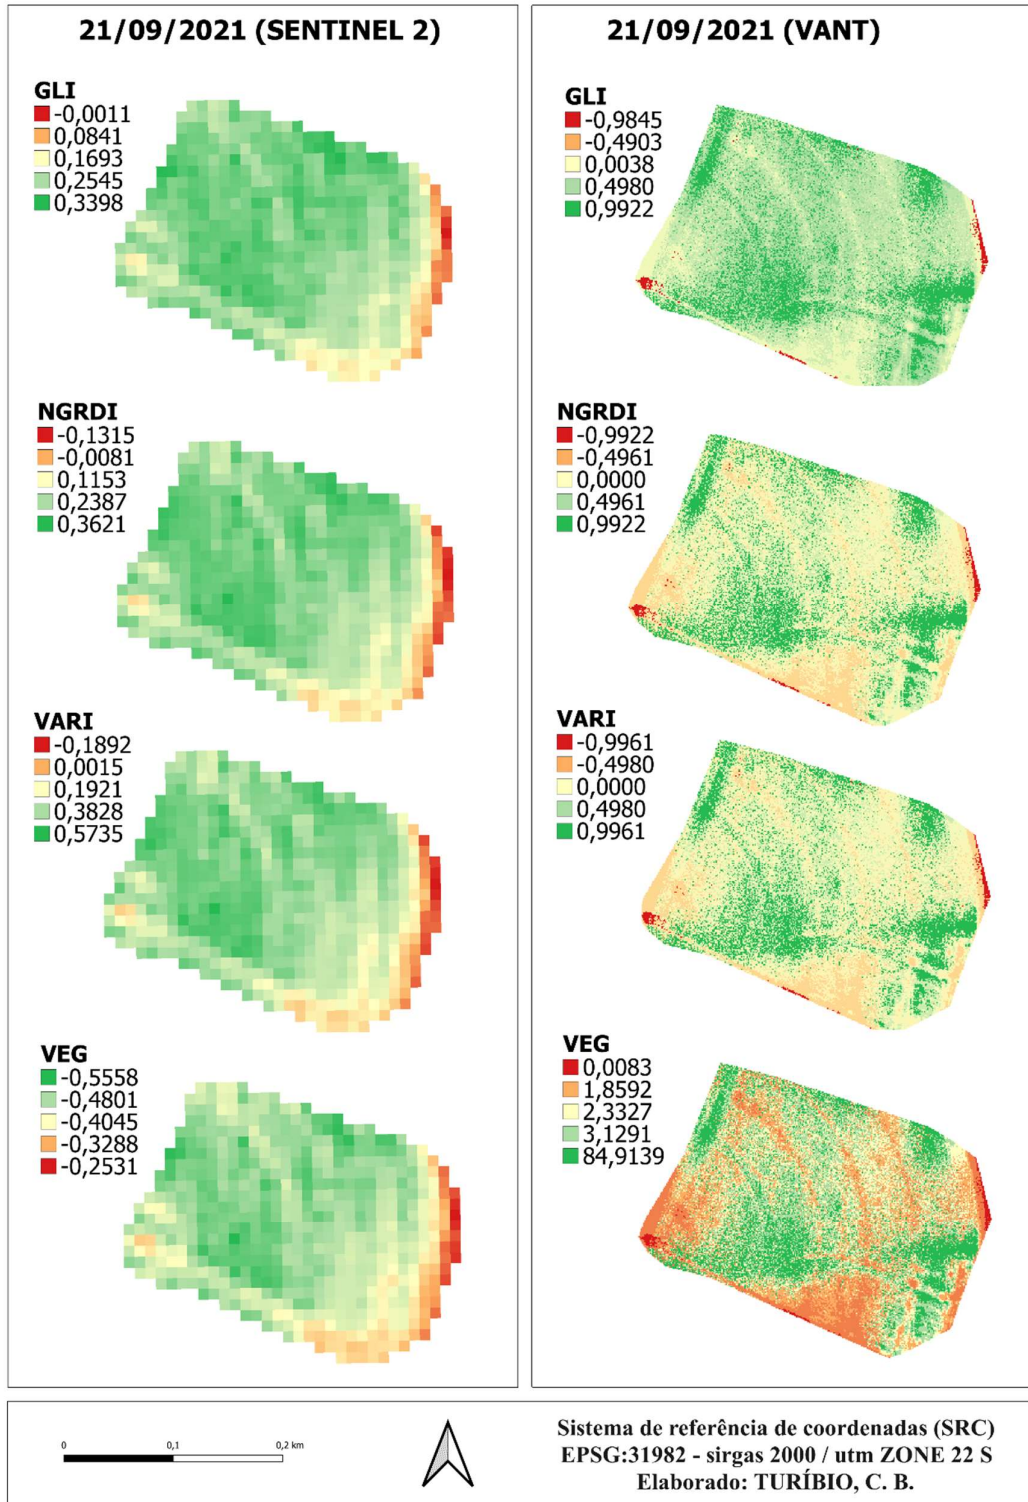 21/09/2021 (SENTINEL 2)
GLI
-0,0011
0,0841
0,1693
0,2545
0,3398
NGRDI
-0,1315
-0,0081
0,1153
0,2387
0,3621
VARI
-0,1892
0,0015
0,1921
0,3828
0,5735
VEG
-0,5558
-0,4801
-0,4045
-0,3288
-0,2531
21/09/2021 (VANT)
GLI
-0,9845
-0,4903
0,0038
0,4980
0,9922
NGRDI
-0,9922
-0,4961
0,0000
0,4961
0,9922
VARI
-0,9961
-0,4980
0,0000
0,4980
0,9961
VEG
0,0083
1,8592
2,3327
3,1291
84,9139
0 0,1 0,2 km
Sistema de referência de coordenadas (SRC)
EPSG:31982 - sirgas 2000 / utm ZONE 22 S
Elaborado: TURÍBIO, C. B.